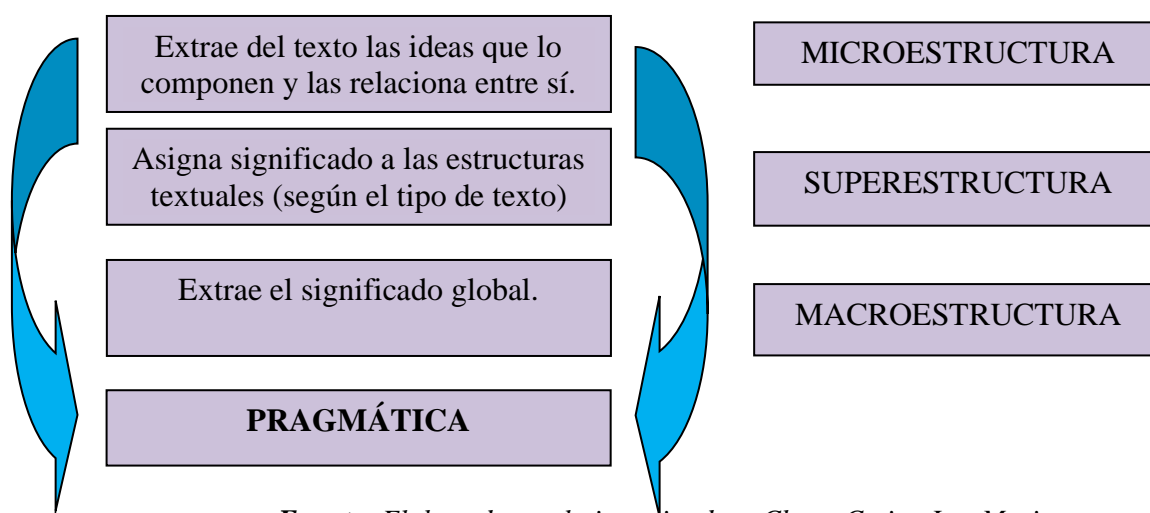 Extrae del texto las ideas que lo
componen y las relaciona entre sí.
MICROESTRUCTURA
Asigna significado a las estructuras
textuales (según el tipo de texto)
SUPERESTRUCTURA
Extrae el significado global.
MACROESTRUCTURA
PRAGMÁTICA